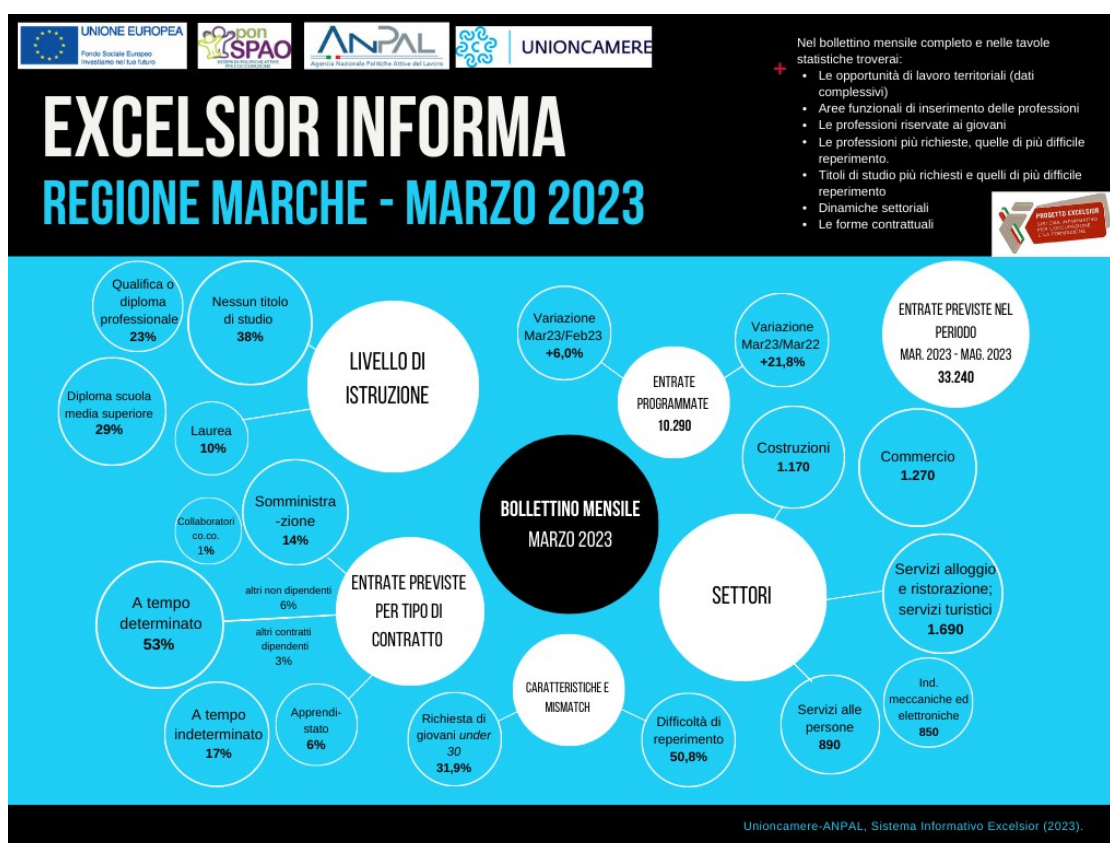 UNIONE EUROPEA
Fondo Sociale Europeo
Investiamo nel tuo futuro
pon
SPAO
ANPAL
Agenzia Nazionale Politiche Attive del Lavoro
UNIONCAMERE
EXCELSIOR INFORMA
REGIONE MARCHE - MARZO 2023
+
Nel bollettino mensile completo e nelle tavole
statistiche troverai:
• Le opportunità di lavoro territoriali (dati
complessivi)
• Aree funzionali di inserimento delle professioni
• Le professioni riservate ai giovani
• Le professioni più richieste, quelle di più difficile
reperimento.
• Titoli di studio più richiesti e quelli di più difficile
reperimento
• Dinamiche settoriali
• Le forme contrattuali
PROGETTO EXCELSIOR
SISTEMA INFORMATIVO
PER L'OCCUPAZIONE
E LA FORMAZIONE
Qualifica o
diploma
professionale
23%
Nessun titolo
di studio
38%
LIVELLO DI
ISTRUZIONE
Diploma scuola
media superiore
29%
Laurea
10%
Variazione
Mar23/Feb23
+6,0%
Variazione
Mar23/Mar22
+21,8%
ENTRATE
PROGRAMMATE
10.290
ENTRATE PREVISTE NEL
PERIODO
MAR. 2023 - MAG. 2023
33.240
Costruzioni
1.170
Commercio
1.270
BOLLETTINO MENSILE
MARZO 2023
Collaboratori
co.co.
1%
Somministra
-zione
14%
A tempo
determinato
53%
altri non dipendenti
6%
altri contratti
dipendenti
3%
ENTRATE PREVISTE
PER TIPO DI
CONTRATTO
SETTORI
Servizi alloggio
e ristorazione;
servizi turistici
1.690
A tempo
indeterminato
17%
Apprendi-
stato
6%
Richiesta di
giovani under
30
31,9%
CARATTERISTICHE E
MISMATCH
Difficoltà di
reperimento
50,8%
Servizi alle
persone
890
Ind.
meccaniche ed
elettroniche
850
Unioncamere-ANPAL, Sistema Informativo Excelsior (2023).